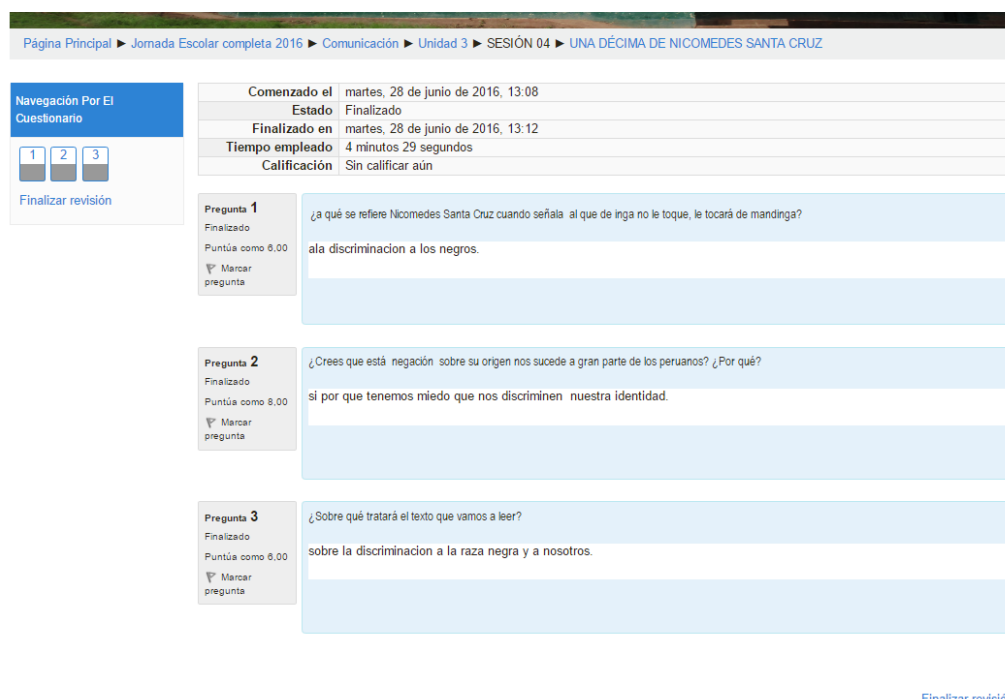 Página Principal ► Jornada Escolar completa 2016 ► Comunicación ► Unidad 3 ► SESIÓN 04 ► UNA DÉCIMA DE NICOMEDES SANTA CRUZ
Navegación Por El
Cuestionario
1 2 3
Finalizar revisión
Comenzado el martes, 28 de junio de 2016, 13:08
Estado Finalizado
Finalizado en martes, 28 de junio de 2016, 13:12
Tiempo empleado 4 minutos 29 segundos
Calificación Sin calificar aún
Pregunta 1
Finalizado
Puntúa como 6,00
Marcar
pregunta
¿a qué se refiere Nicomedes Santa Cruz cuando señala al que de inga no le toque, le tocará de mandinga?
ala discriminacion a los negros.
Pregunta 2
Finalizado
Puntúa como 8,00
Marcar
pregunta
¿Crees que está negación sobre su origen nos sucede a gran parte de los peruanos? ¿Por qué?
si por que tenemos miedo que nos discriminen nuestra identidad.
Pregunta 3
Finalizado
Puntúa como 6,00
Marcar
pregunta
¿Sobre qué tratará el texto que vamos a leer?
sobre la discriminacion a la raza negra y a nosotros.
Finalizar revisió